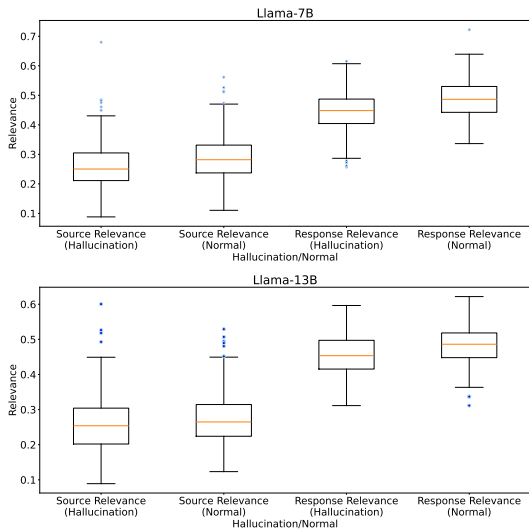 Llama-7B
0.7
0.6
0.5
0.4
0.3
0.2
0.1
Relevance
Source Relevance
(Hallucination)
Source Relevance
(Normal)
Response Relevance
(Hallucination)
Response Relevance
(Normal)
Hallucination/Normal
Llama-13B
0.6
0.5
0.4
0.3
0.2
0.1
Relevance
Source Relevance
(Hallucination)
Source Relevance
(Normal)
Response Relevance
(Hallucination)
Response Relevance
(Normal)
Hallucination/Normal